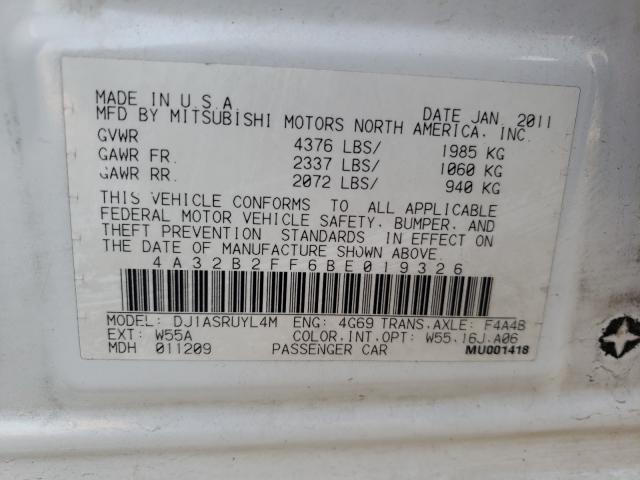 MADE IN U.S.A DATE JAN. 2011
MFD BY MITSUBISHI MOTORS NORTH AMERICA, INC.
GVWR 4376 LBS/ 1985 KG
GAWR FR. 2337 LBS/ 1060 KG
GAWR RR. 2072 LBS/ 940 KG
THIS VEHICLE CONFORMS TO ALL APPLICABLE
FEDERAL MOTOR VEHICLE SAFETY, BUMPER, AND
THEFT PREVENTION STANDARDS IN EFFECT ON
THE DATE OF MANUFACTURE SHOWN ABOVE.
4A32B2FF6BE019326
MODEL: DJ1ASRUYL4M ENG: 4G69 TRANS.AXLE: F4A4B
EXT: W55A COLOR.INT.OPT: W55.16J.A06
MDH 011209 PASSENGER CAR MU001418